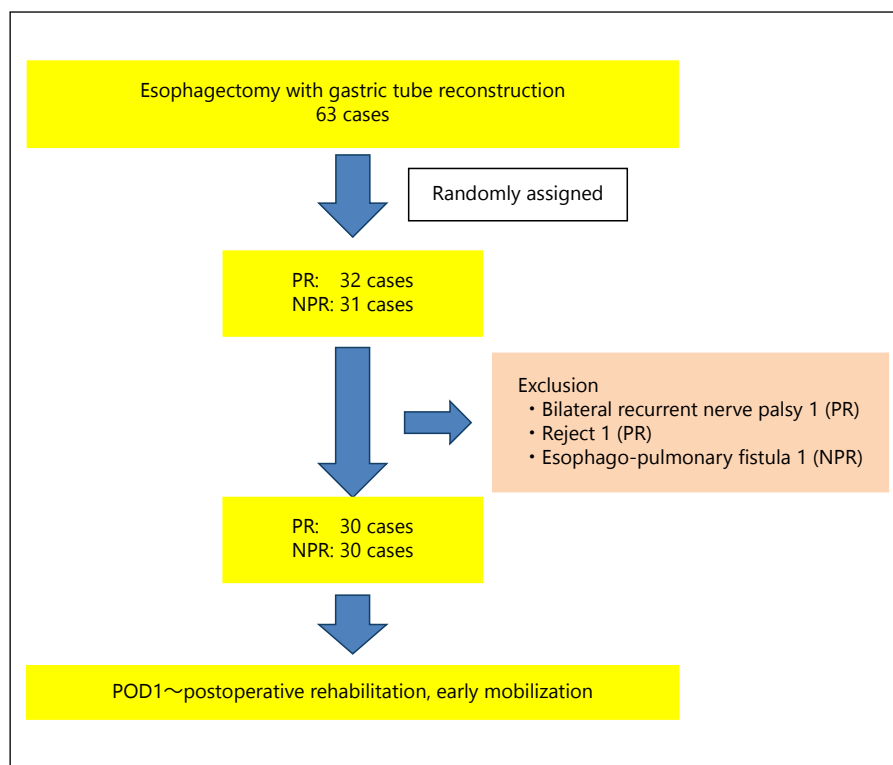 Esophagectomy with gastric tube reconstruction
63 cases
Randomly assigned
PR: 32 cases
NPR: 31 cases
Exclusion
・Bilateral recurrent nerve palsy 1 (PR)
・Reject 1 (PR)
・Esophago-pulmonary fistula 1 (NPR)
PR: 30 cases
NPR: 30 cases
POD1～postoperative rehabilitation, early mobilization